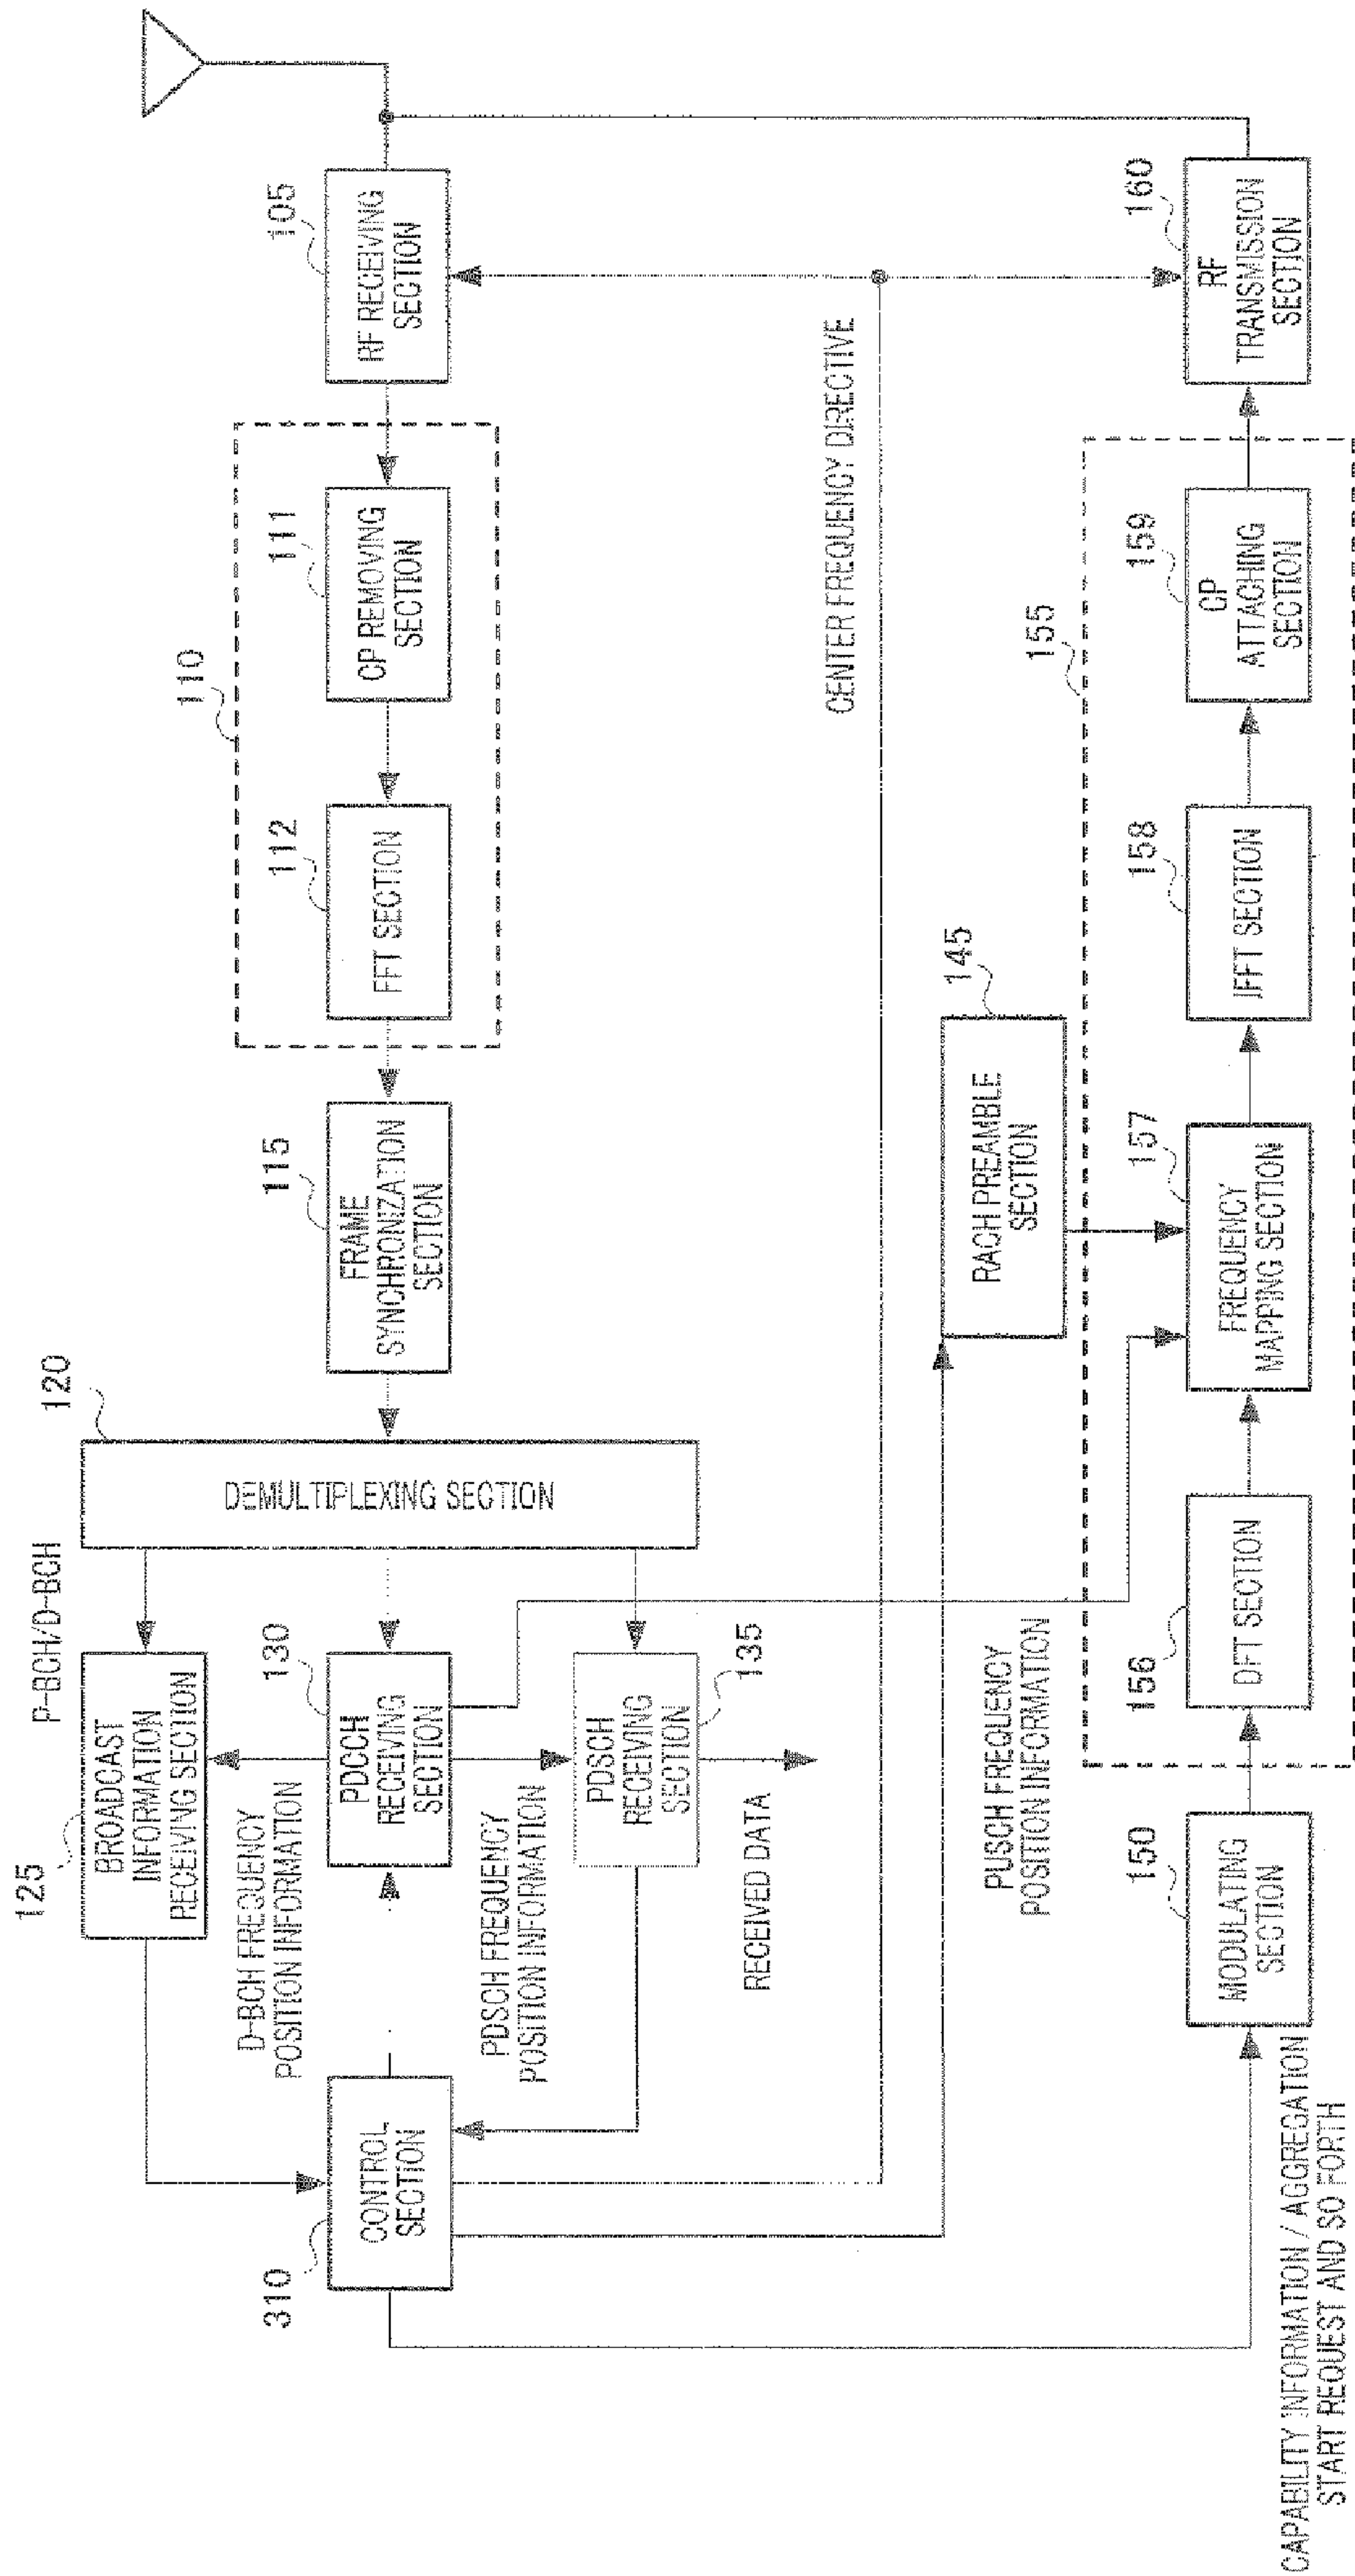 125
BROADCAST
INFORMATION
RECEIVING SECTION
P-BCH/D-BCH
120
DEMULTIPLEXING SECTION
115
FRAME
SYNCHRONIZATION
SECTION
110
112
FFT SECTION
111
CP REMOVING
SECTION
105
RF RECEIVING
SECTION
D-BCH FREQUENCY
POSITION INFORMATION
130
PDCCH
RECEIVING
SECTION
310
CONTROL
SECTION
PDSCH FREQUENCY
POSITION INFORMATION
135
PDSCH
RECEIVING
SECTION
RECEIVED DATA
CENTER FREQUENCY DIRECTIVE
PUSCH FREQUENCY
POSITION INFORMATION
145
RACH PREAMBLE
SECTION
155
150
MODULATING
SECTION
156
DFT SECTION
157
FREQUENCY
MAPPING SECTION
158
IFFT SECTION
159
CP
ATTACHING
SECTION
160
RF
TRANSMISSION
SECTION
CAPABILITY INFORMATION / AGGREGATION
START REQUEST AND SO FORTH